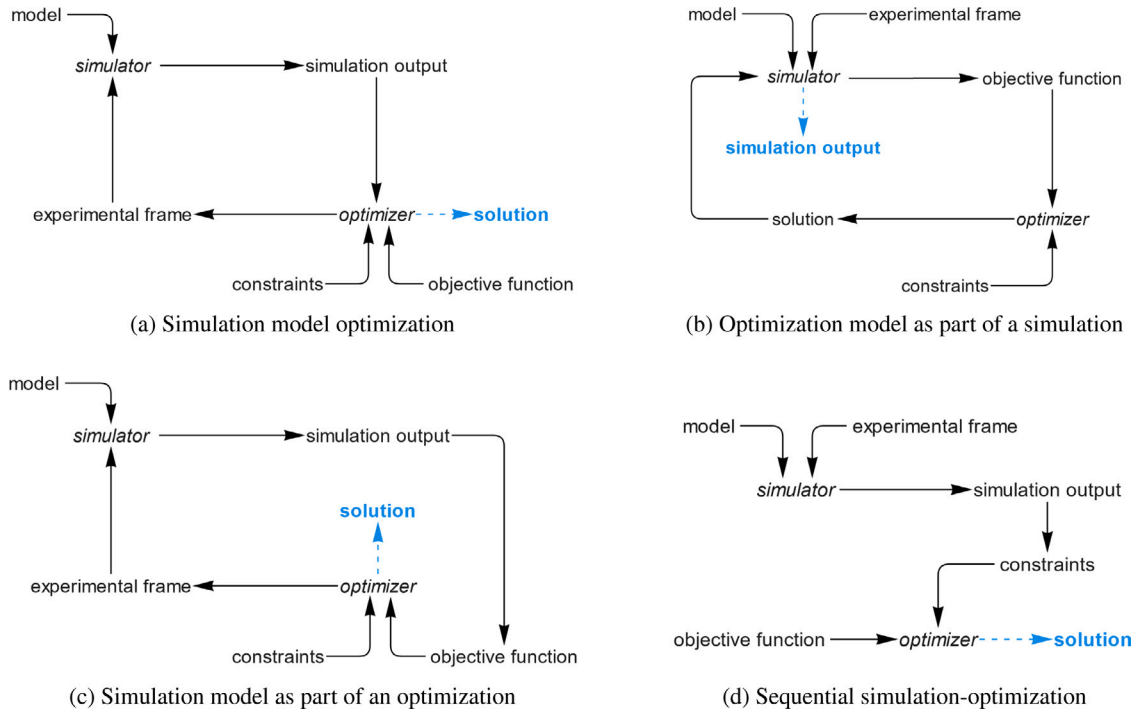 model
simulator
simulation output
experimental frame
optimizer
solution
constraints
objective function
(a) Simulation model optimization
model
experimental frame
simulator
objective function
simulation output
solution
optimizer
constraints
(b) Optimization model as part of a simulation
model
simulator
simulation output
solution
experimental frame
optimizer
constraints
objective function
(c) Simulation model as part of an optimization
model
experimental frame
simulator
simulation output
constraints
objective function
optimizer
solution
(d) Sequential simulation-optimization